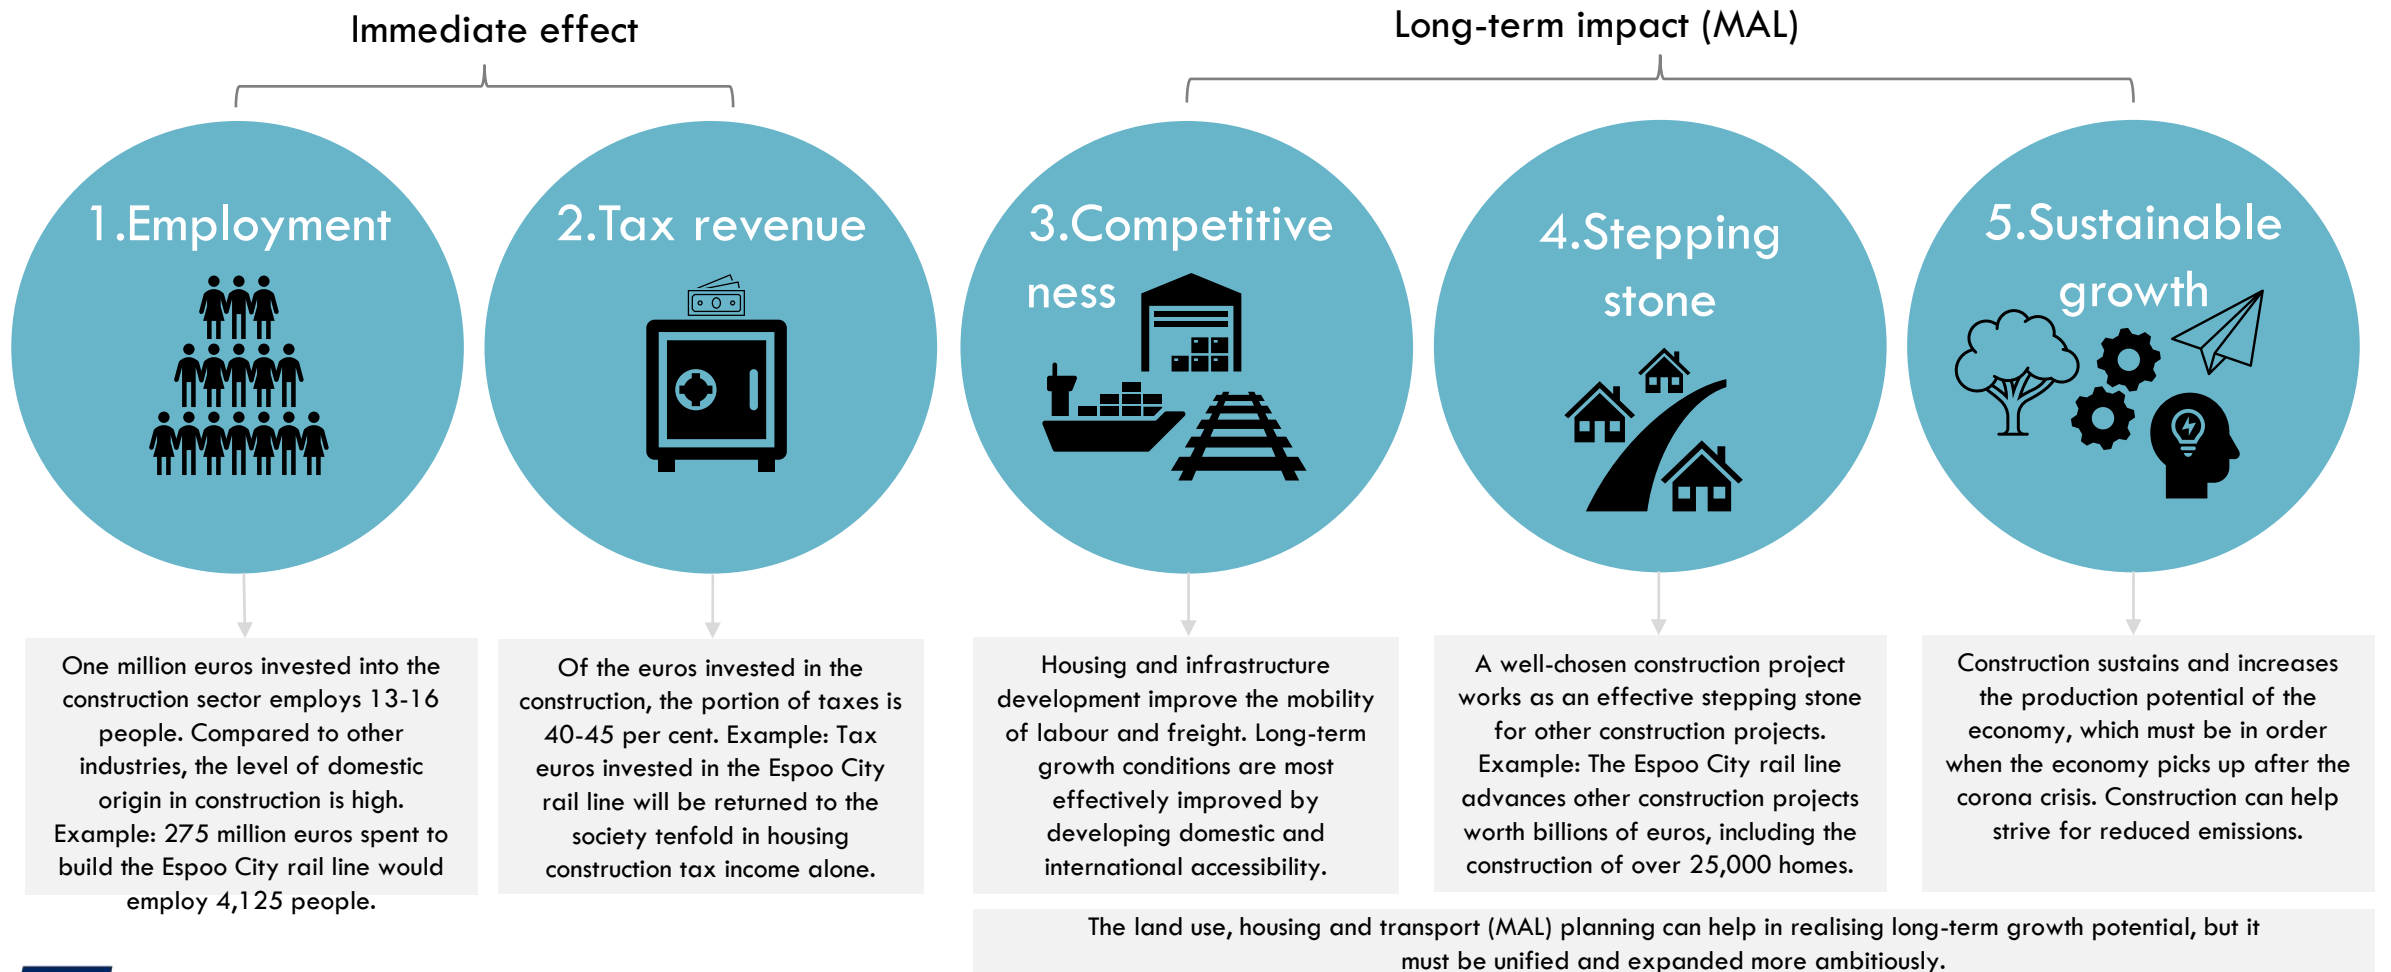 Immediate effect
Long-term impact (MAL)
1.Employment
2.Tax revenue
3.Competitive
ness
4.Stepping
stone
5.Sustainable
growth
One million euros invested into the
construction sector employs 13-16
people. Compared to other
industries, the level of domestic
origin in construction is high.
Example: 275 million euros spent to
build the Espoo City rail line would
employ 4,125 people.
Of the euros invested in the
construction, the portion of taxes is
40-45 per cent. Example: Tax
euros invested in the Espoo City
rail line will be returned to the
society tenfold in housing
construction tax income alone.
Housing and infrastructure
development improve the mobility
of labour and freight. Long-term
growth conditions are most
effectively improved by
developing domestic and
international accessibility.
A well-chosen construction project
works as an effective stepping stone
for other construction projects.
Example: The Espoo City rail line
advances other construction projects
worth billions of euros, including the
construction of over 25,000 homes.
Construction sustains and increases
the production potential of the
economy, which must be in order
when the economy picks up after the
corona crisis. Construction can help
strive for reduced emissions.
The land use, housing and transport (MAL) planning can help in realising long-term growth potential, but it
must be unified and expanded more ambitiously.